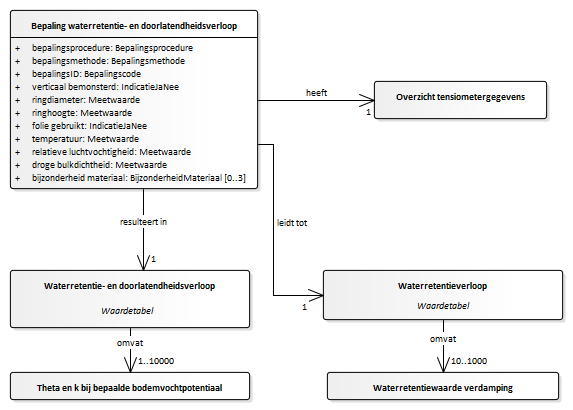 Bepaling waterretentie- en doorlatendheidsverloop
+ bepalingsprocedure: Bepalingsprocedure
+ bepalingsmethode: Bepalingsmethode
+ bepalingsID: Bepalingscode
+ verticaal bemonsterd: IndicatieJaNee
+ ringdiameter: Meetwaarde
+ ringhoogte: Meetwaarde
+ folie gebruikt: IndicatieJaNee
+ temperatuur: Meetwaarde
+ relatieve luchtvochtigheid: Meetwaarde
+ droge bulkdichtheid: Meetwaarde
+ bijzonderheid materiaal: BijzonderheidMateriaal [0..3]
heeft
1
Overzicht tensiometergegevens
resulteert in
1
leidt tot
1
Waterretentie- en doorlatendheidsverloop
Waardetabel
Waterretentieverloop
Waardetabel
omvat
1..10000
omvat
10..1000
Theta en k bij bepaalde bodemvochtpotentiaal
Waterretentiewaarde verdamping